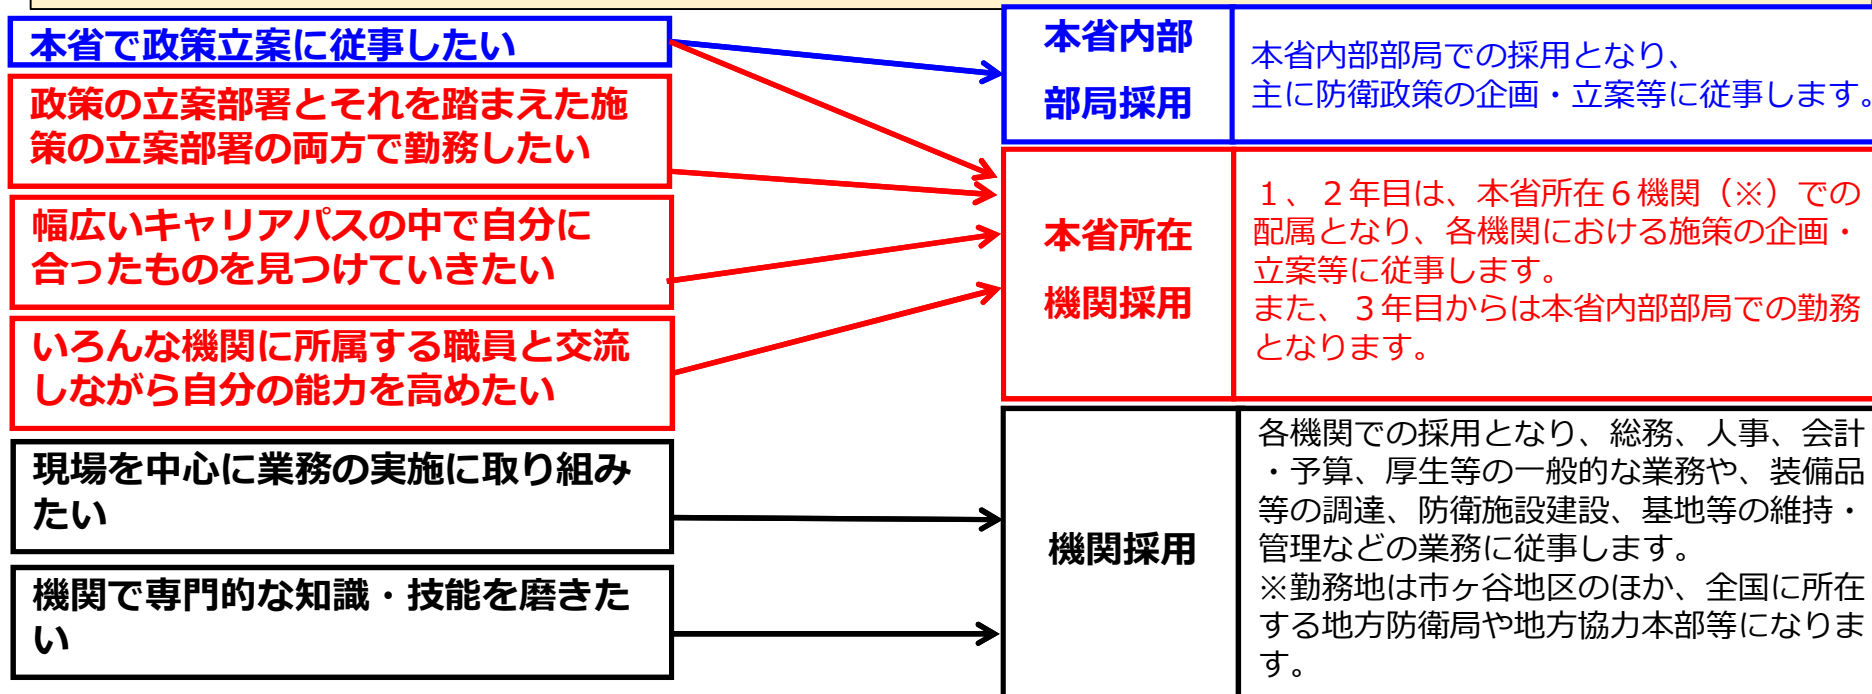 本省で政策立案に従事したい
政策の立案部署とそれを踏まえた施
策の立案部署の両方で勤務したい
幅広いキャリアパスの中で自分に
合ったものを見つけていきたい
いろんな機関に所属する職員と交流
しながら自分の能力を高めたい
現場を中心に業務の実施に取り組み
たい
機関で専門的な知識・技能を磨きた
い
本省内部
部局採用
本省内部部局での採用となり、
主に防衛政策の企画・立案等に従事します。
本省所在
機関採用
１、２年目は、本省所在６機関（※）での
配属となり、各機関における施策の企画・
立案等に従事します。
また、３年目からは本省内部部局での勤務
となります。
機関採用
各機関での採用となり、総務、人事、会計
・予算、厚生等の一般的な業務や、装備品
等の調達、防衛施設建設、基地等の維持・
管理などの業務に従事します。
※勤務地は市ヶ谷地区のほか、全国に所在
する地方防衛局や地方協力本部等になりま
す。